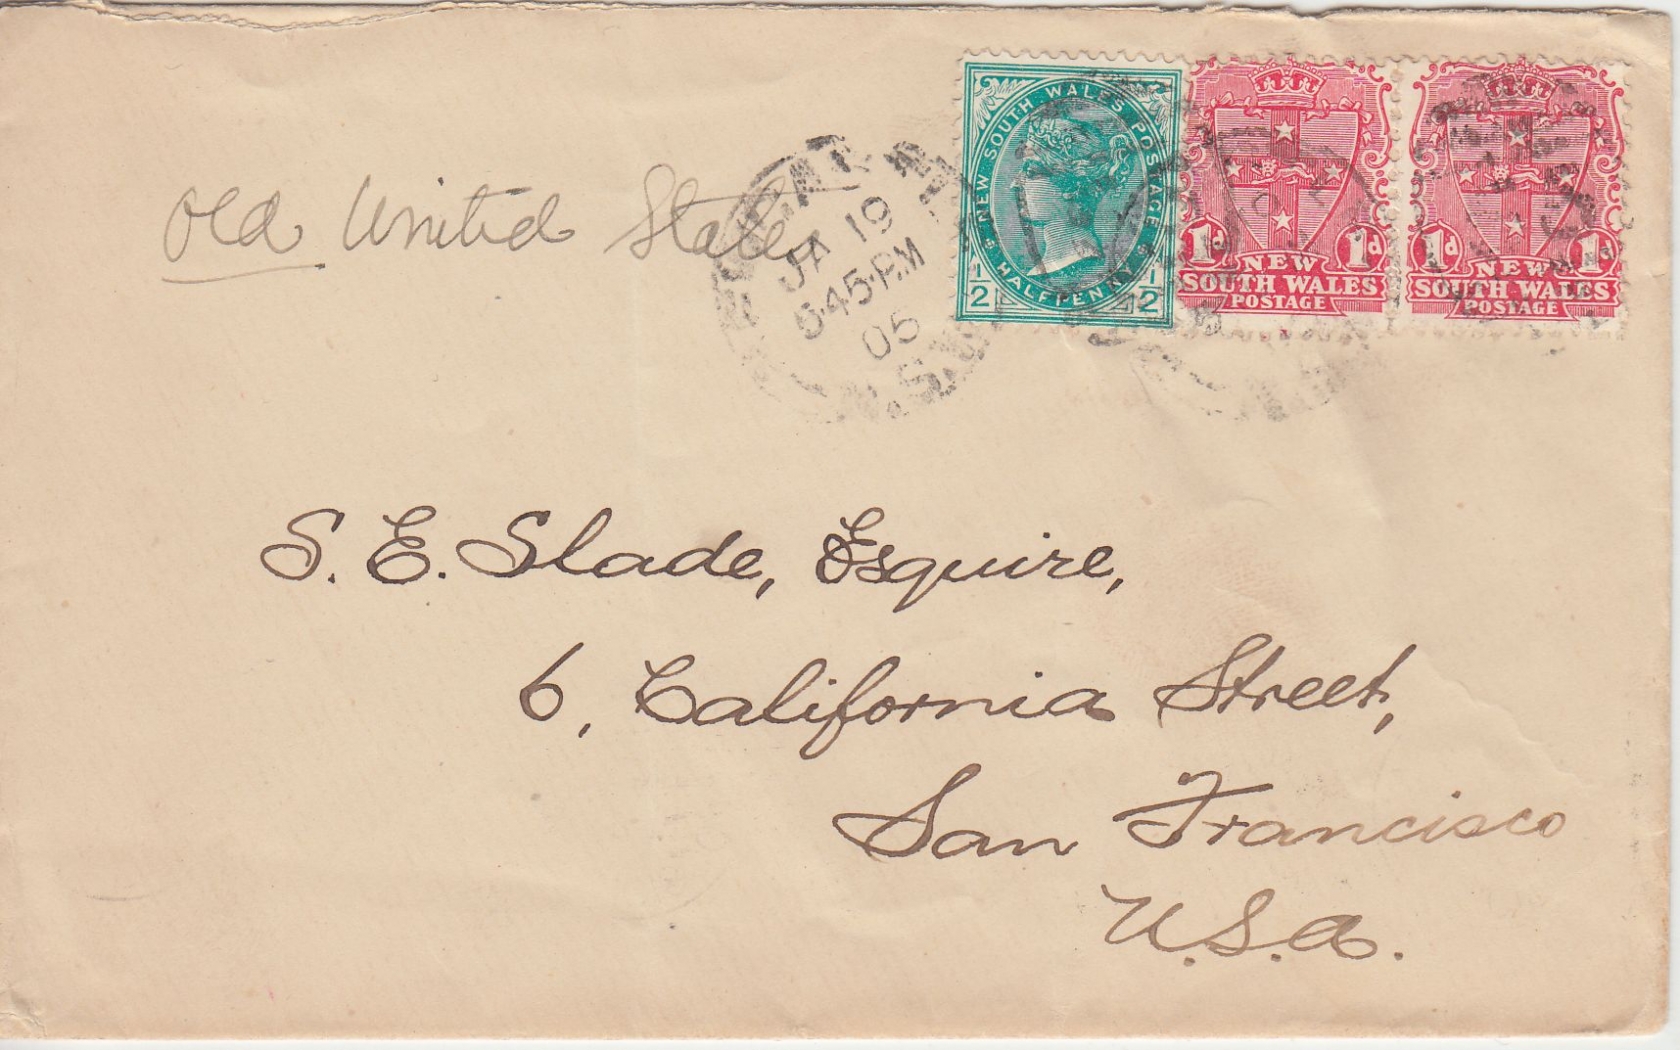 NEW SOUTH WALES POSTAGE
1/2 1/2
HALFPENNY
1d 1d
NEW
SOUTH WALES
POSTAGE
1d 1d
NEW
SOUTH WALES
POSTAGE
Old United States
JA 19
6·45·PM
05
N.S.W
S. E. Slade, Esquire,
6, California Street,
San Francisco
U.S.A.